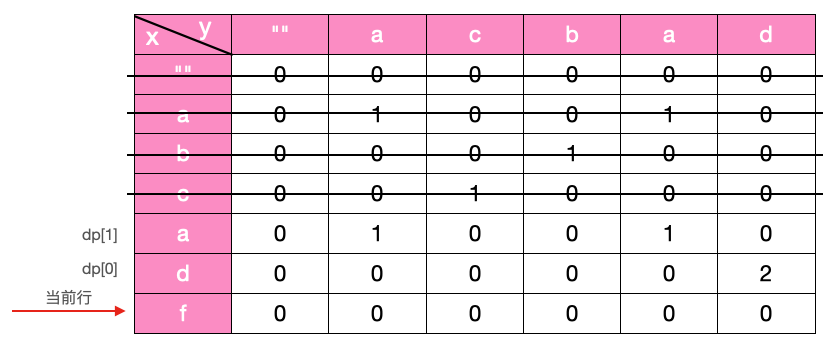 x y "" a c b a d
"" 0 0 0 0 0 0
a 0 1 0 0 1 0
b 0 0 0 1 0 0
c 0 0 1 0 0 0
dp[1] a 0 1 0 0 1 0
dp[0] d 0 0 0 0 0 2
当前行 f 0 0 0 0 0 0